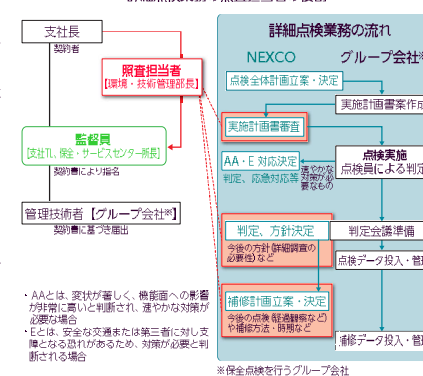 支社長
契約者
照査担当者
【環境・技術管理部長】
監督員
【支社TL、保全・サービスセンター所長】
契約書により指名
管理技術者【グループ会社※】
契約書に基づき届出
・AAとは、変状が著しく、機能面への影響
が非常に高いと判断され、速やかな対策が
必要な場合
・Eとは、安全な交通または第三者に対し支
障となる恐れがあるため、対策が必要と判
断される場合
詳細点検業務の流れ
NEXCO
グループ会社※
点検全体計画立案・決定
実施計画書案作成
実施計画書審査
点検実施
点検員による判定
AA・E 対応決定
判定、応急対応等
速やかな
対策が必
要なもの
判定、方針決定
今後の方針(詳細調査の
必要性)など
判定会議準備
点検データ投入・管
補修計画立案・決定
今後の点検(経過観察など)
や補修方法・時期など
補修データ投入・管
※保全点検を行うグループ会社